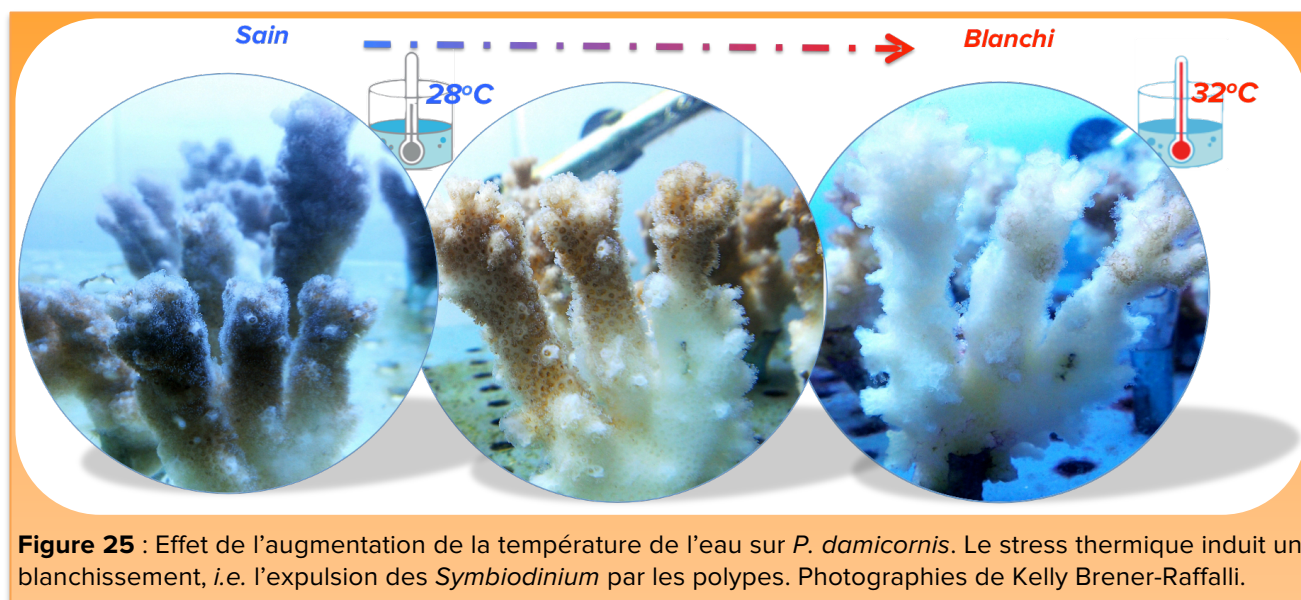 Sain
Blanchi
28°C
32°C
Figure 25 : Effet de l’augmentation de la température de l’eau sur P. damicornis. Le stress thermique induit un
blanchissement, i.e. l’expulsion des Symbiodinium par les polypes. Photographies de Kelly Brener-Raffalli.